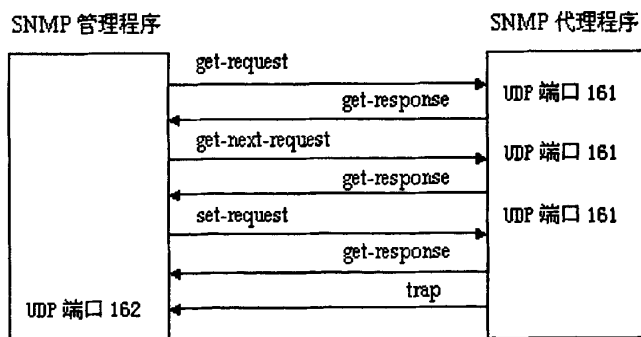 SNMP 管理程序
SNMP 代理程序
get-request
UDP 端口 161
get-response
get-next-request
UDP 端口 161
get-response
set-request
UDP 端口 161
get-response
trap
UDP 端口 162